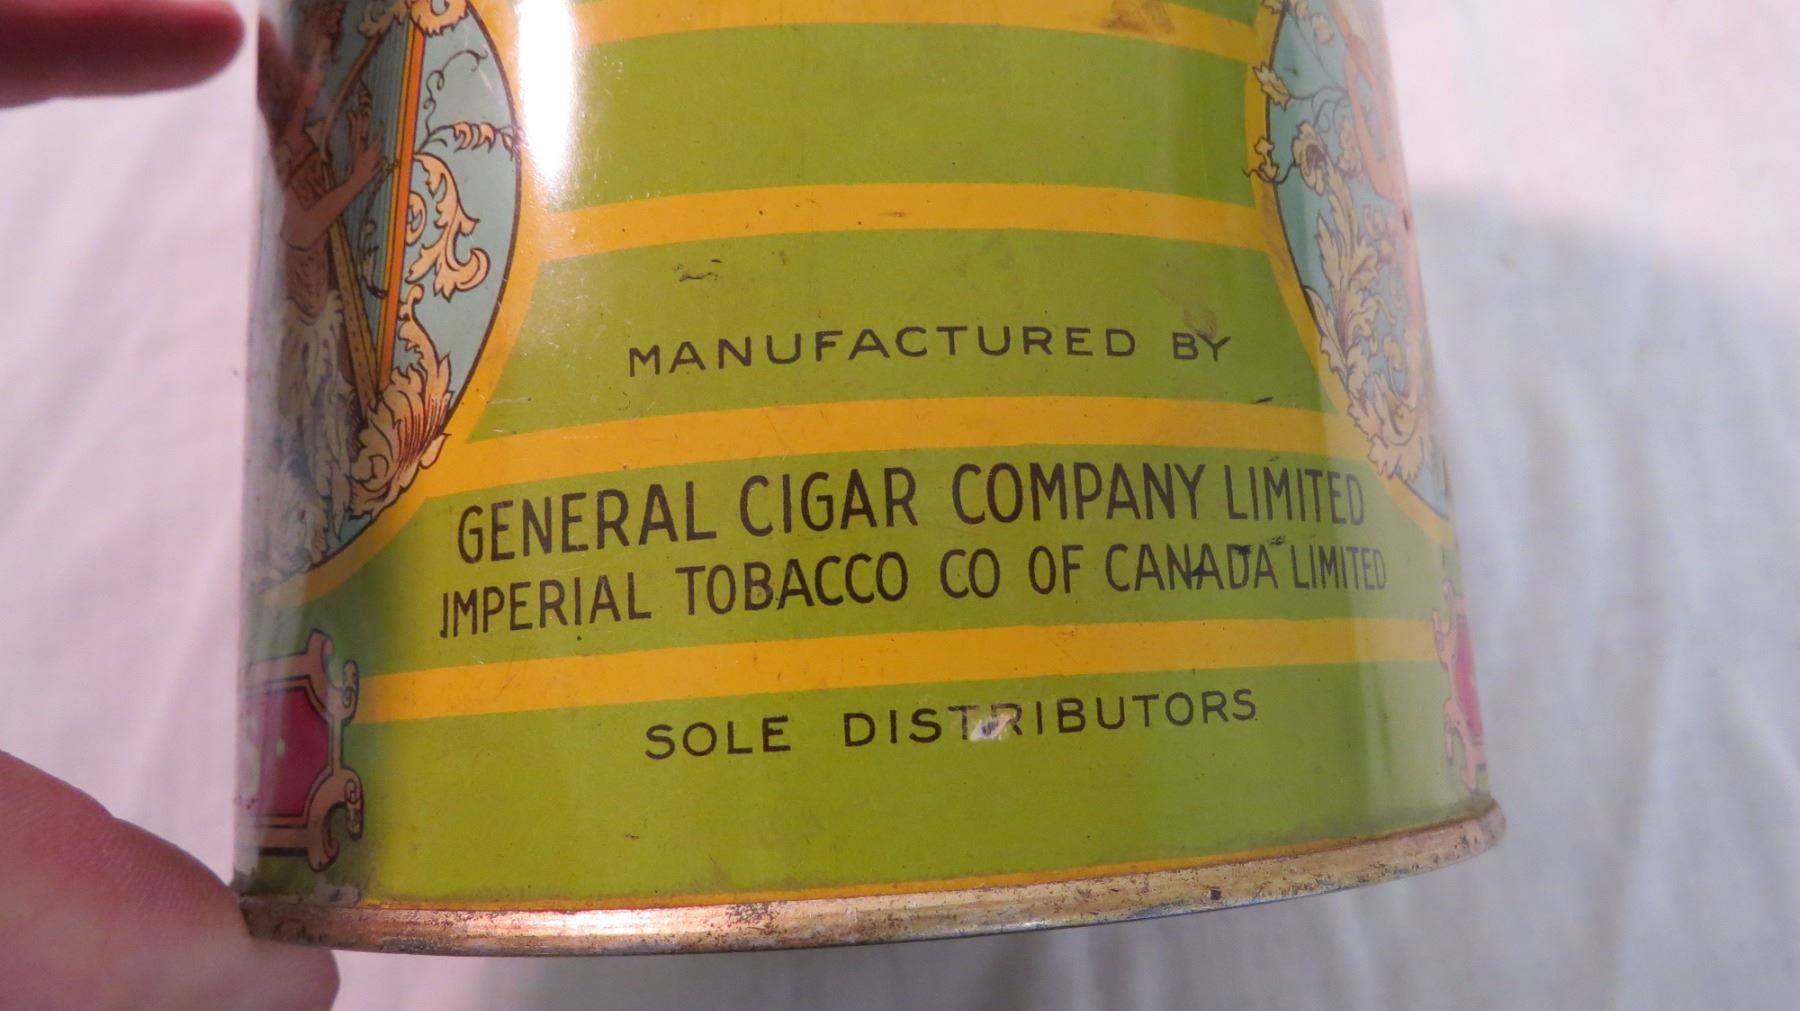 MANUFACTURED BY
GENERAL CIGAR COMPANY LIMITED
IMPERIAL TOBACCO CO OF CANADA LIMITED
SOLE DISTRIBUTORS